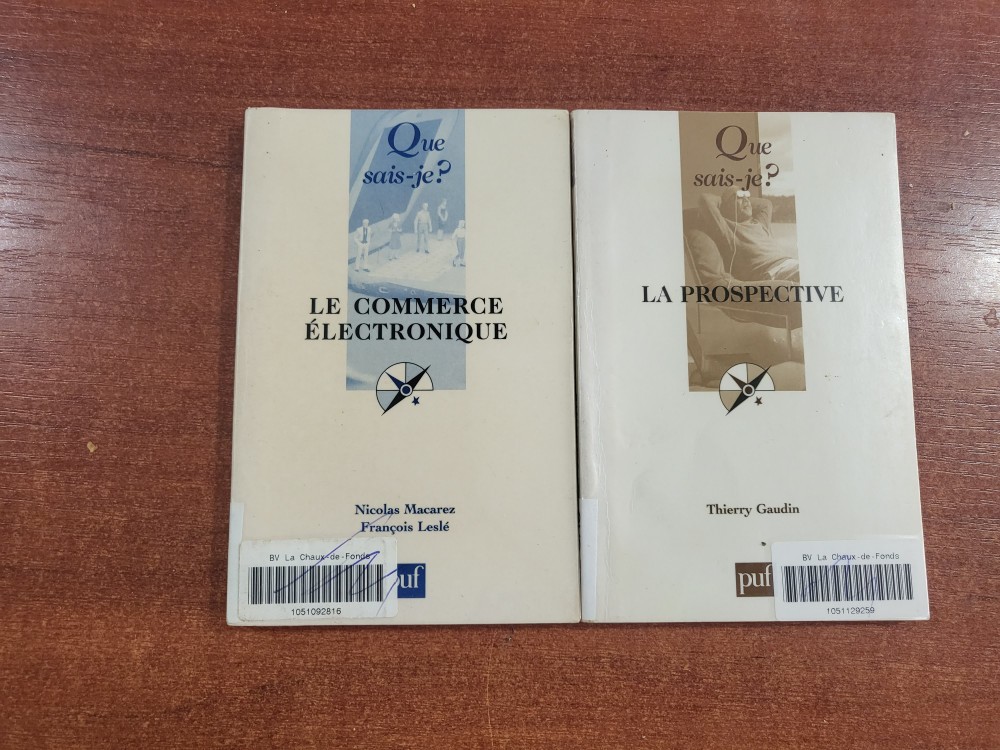 Que
sais-je?
LE COMMERCE
ÉLECTRONIQUE
Nicolas Macarez
François Leslé
BV La Chaux-de-Fonds
uf
1051092816
Que
sais-je?
LA PROSPECTIVE
Thierry Gaudin
puf
BV La Chaux-de-Fonds
1051129259